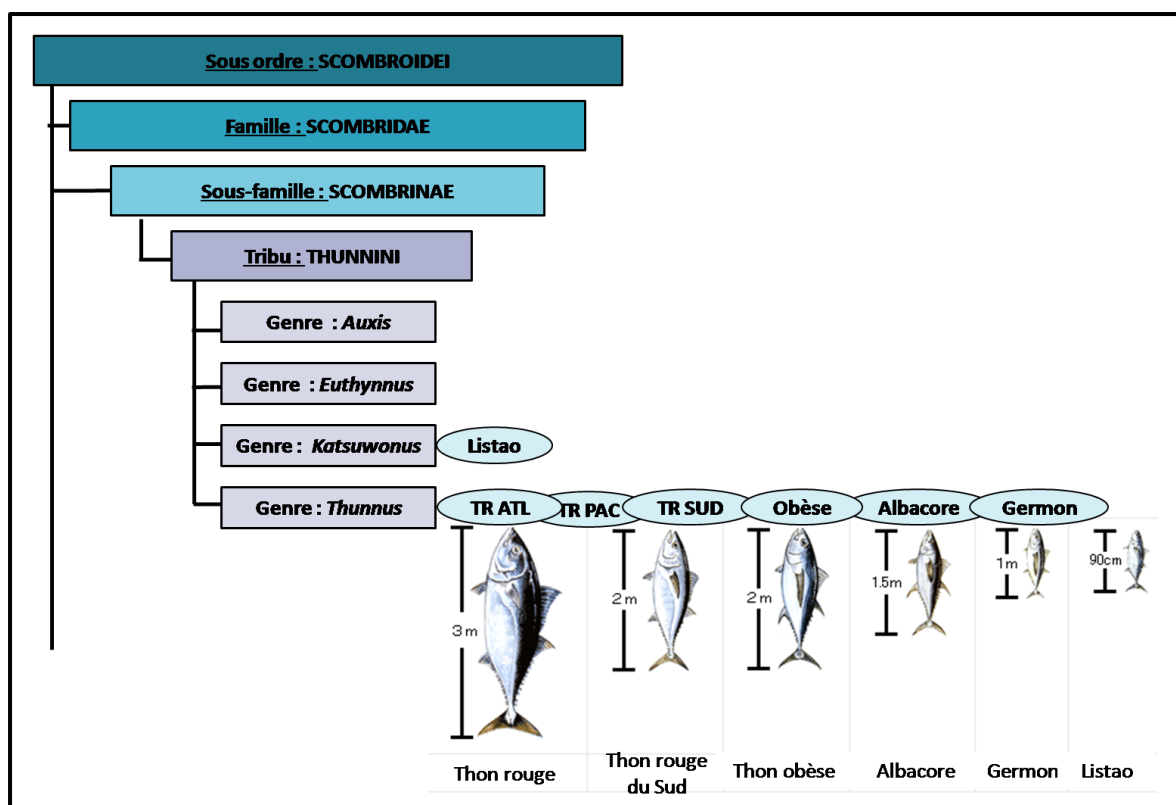 Sous ordre : SCOMBROIDEI
Famille : SCOMBRIDAE
Sous-famille : SCOMBRINAE
Tribu : THUNNINI
Genre : Auxis
Genre : Euthynnus
Genre : Katsuwonus
Listao
Genre : Thunnus
TR ATL
TR PAC
TR SUD
Obèse
Albacore
Germon
3 m
2 m
2 m
1.5m
1 m
90cm
Thon rouge
Thon rouge
du Sud
Thon obèse
Albacore
Germon
Listao